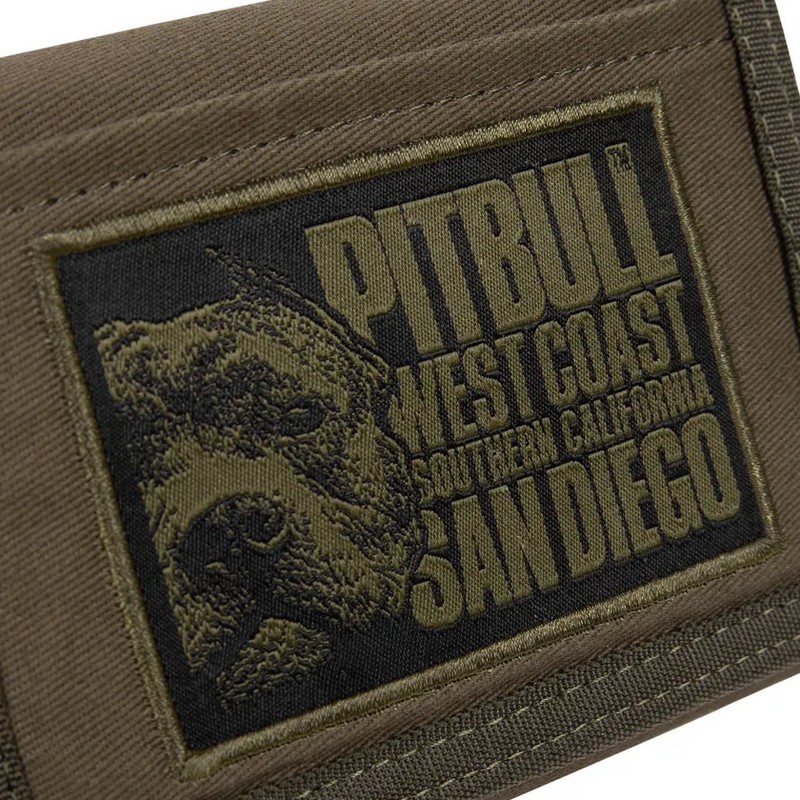 PITBULL™
WEST COAST
SOUTHERN CALIFORNIA
SAN DIEGO